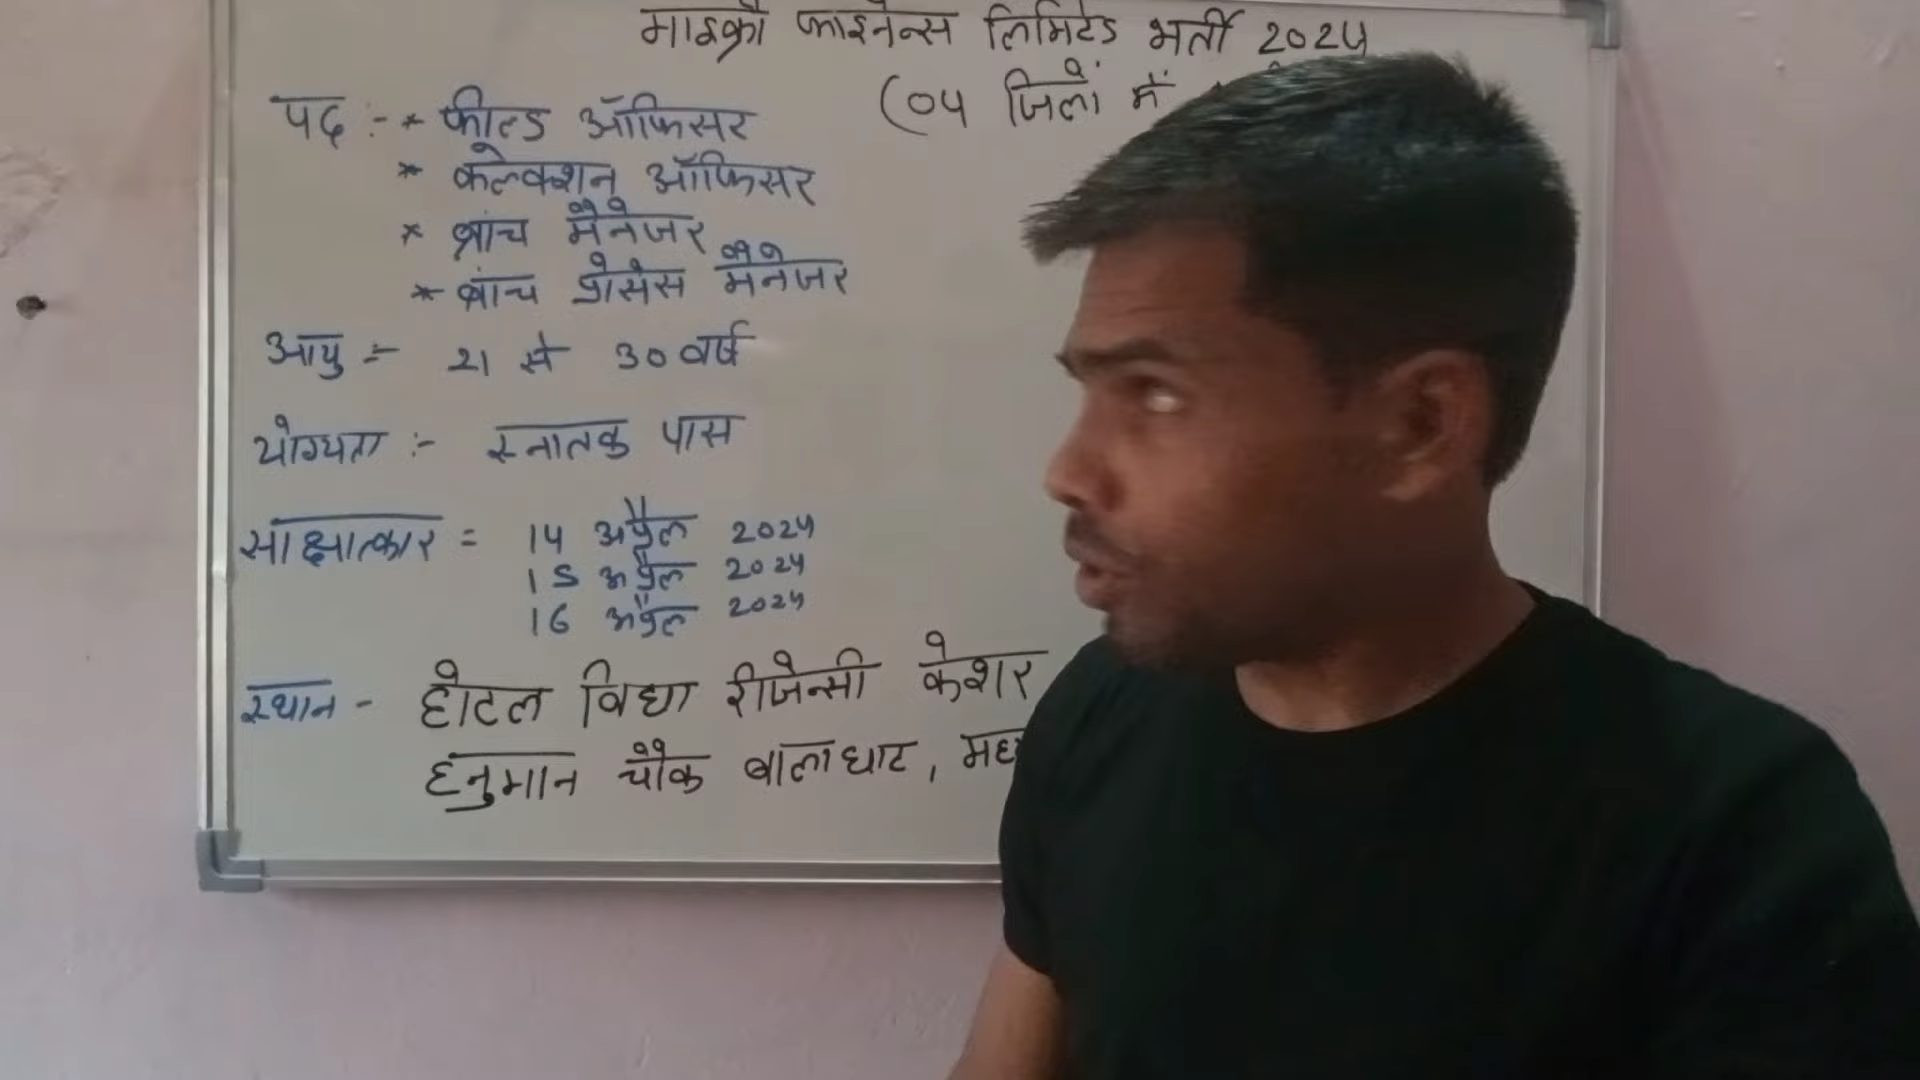 माइक्रो फाइनेन्स लिमिटेड भर्ती 2024
(04 जिलों में
पद :- * फील्ड ऑफिसर
* कलेक्शन ऑफिसर
* ब्रांच मैनेजर
* ब्रांच प्रोसेस मैनेजर
आयु :- 21 से 30 वर्ष
योग्यता :- स्नातक पास
साक्षात्कार = 14 अप्रैल 2024
15 अप्रैल 2024
16 अप्रैल 2024
स्थान - होटल विद्या रीजेन्सी केशर
हनुमान चौक बालाघाट,